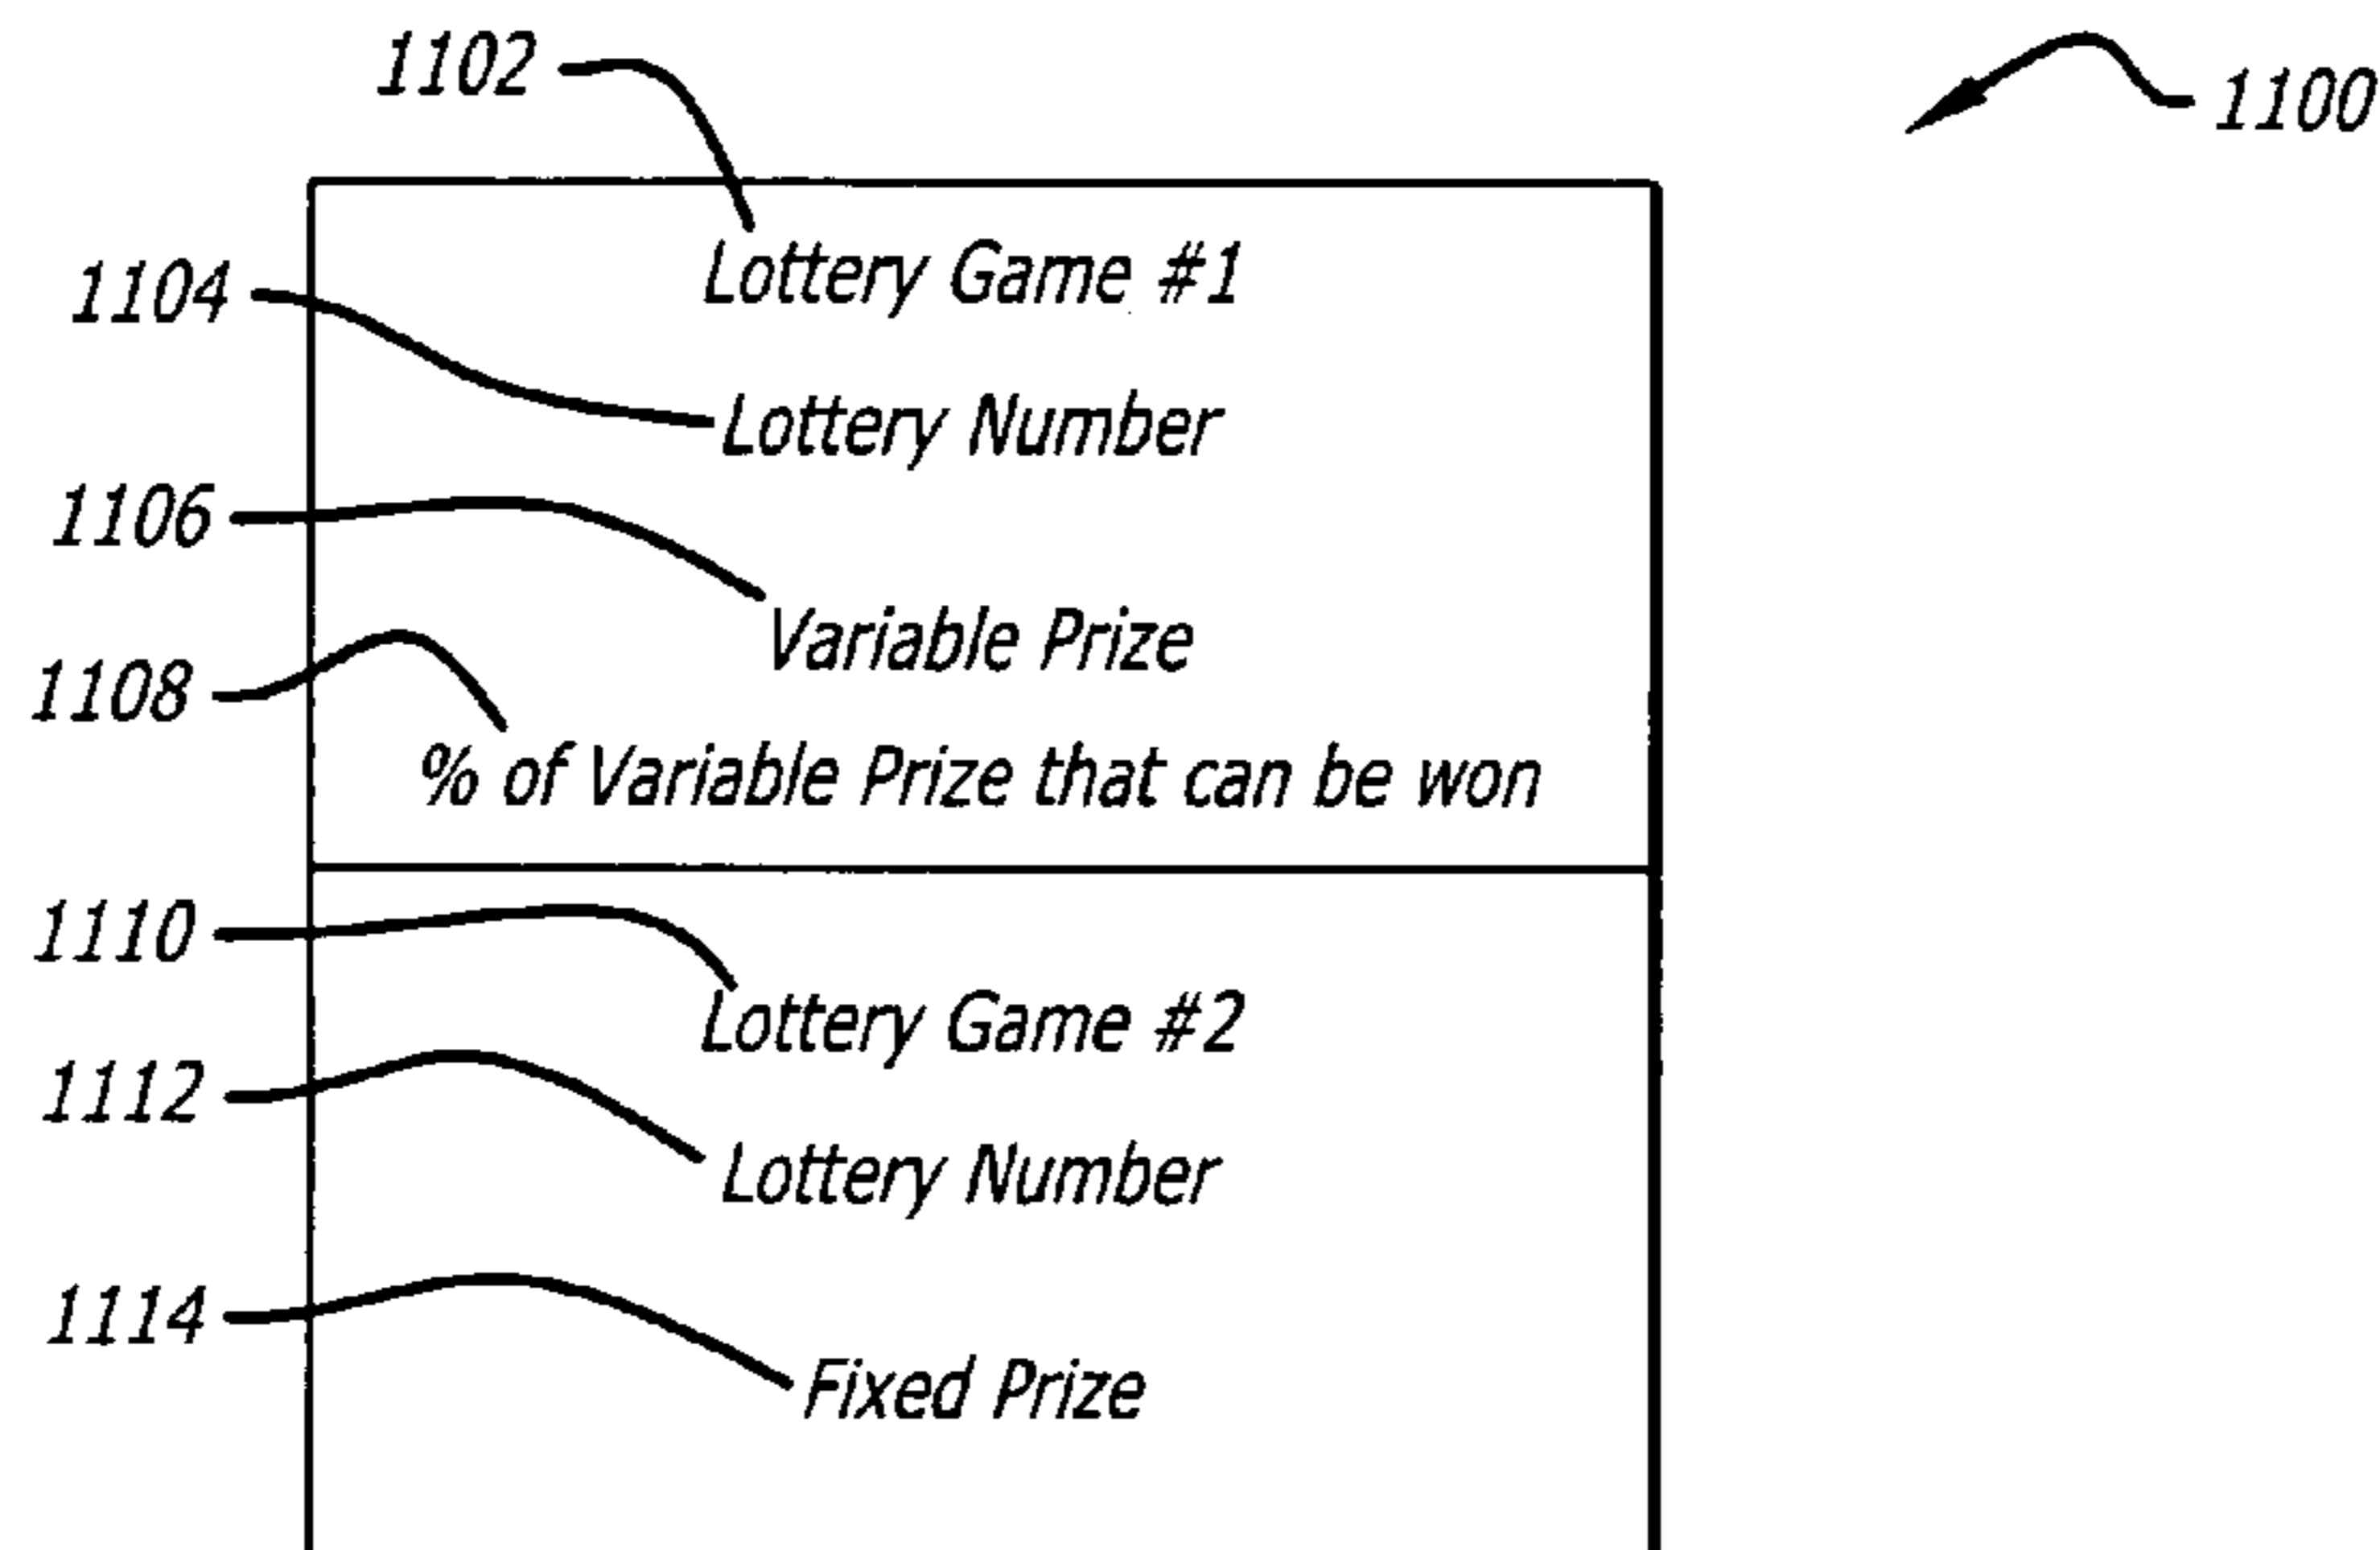 1102
1100
Lottery Game #1
1104
Lottery Number
1106
Variable Prize
1108
% of Variable Prize that can be won
1110
Lottery Game #2
1112
Lottery Number
1114
Fixed Prize